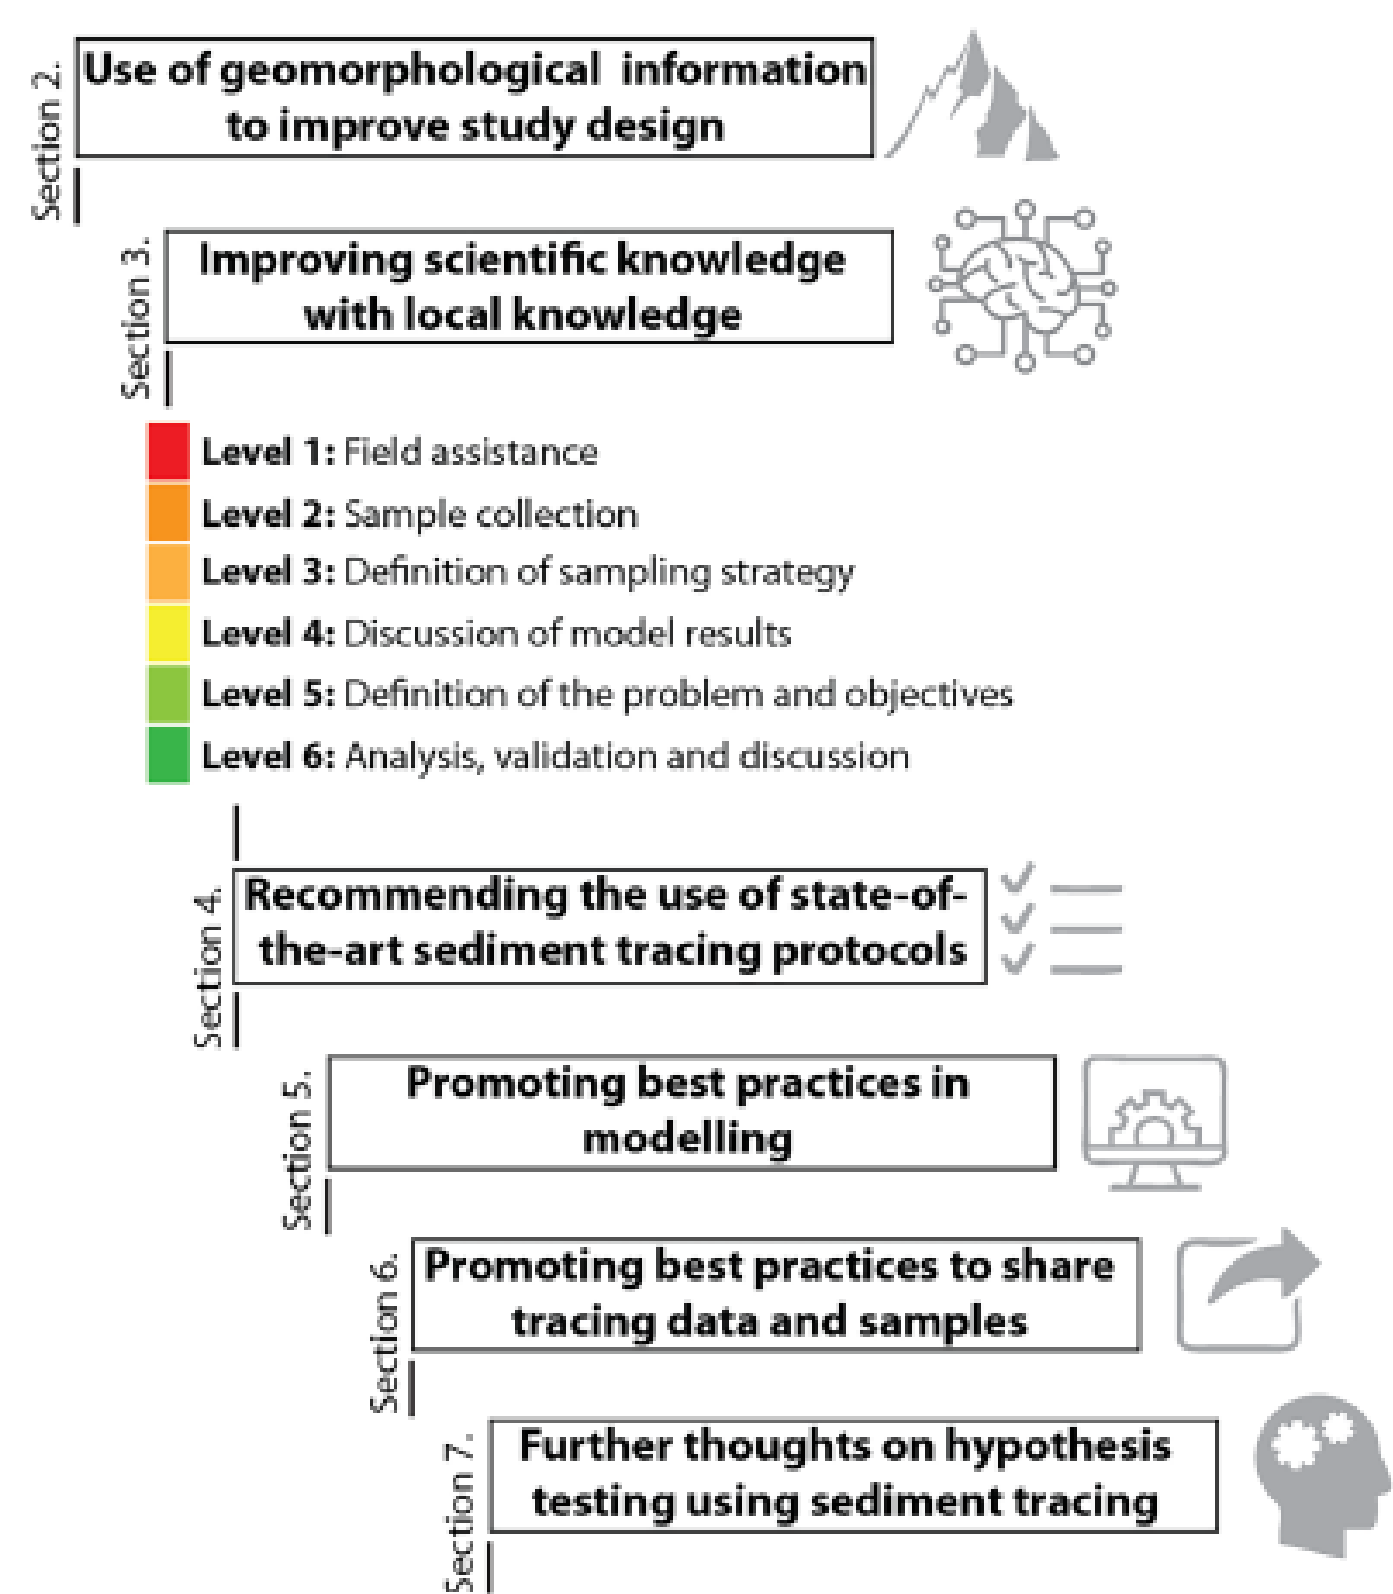 Section 2.
Use of geomorphological information
to improve study design
Section 3.
Improving scientific knowledge
with local knowledge
Level 1: Field assistance
Level 2: Sample collection
Level 3: Definition of sampling strategy
Level 4: Discussion of model results
Level 5: Definition of the problem and objectives
Level 6: Analysis, validation and discussion
Section 4.
Recommending the use of state-of-
the-art sediment tracing protocols
Section 5.
Promoting best practices in
modelling
Section 6.
Promoting best practices to share
tracing data and samples
Section 7.
Further thoughts on hypothesis
testing using sediment tracing